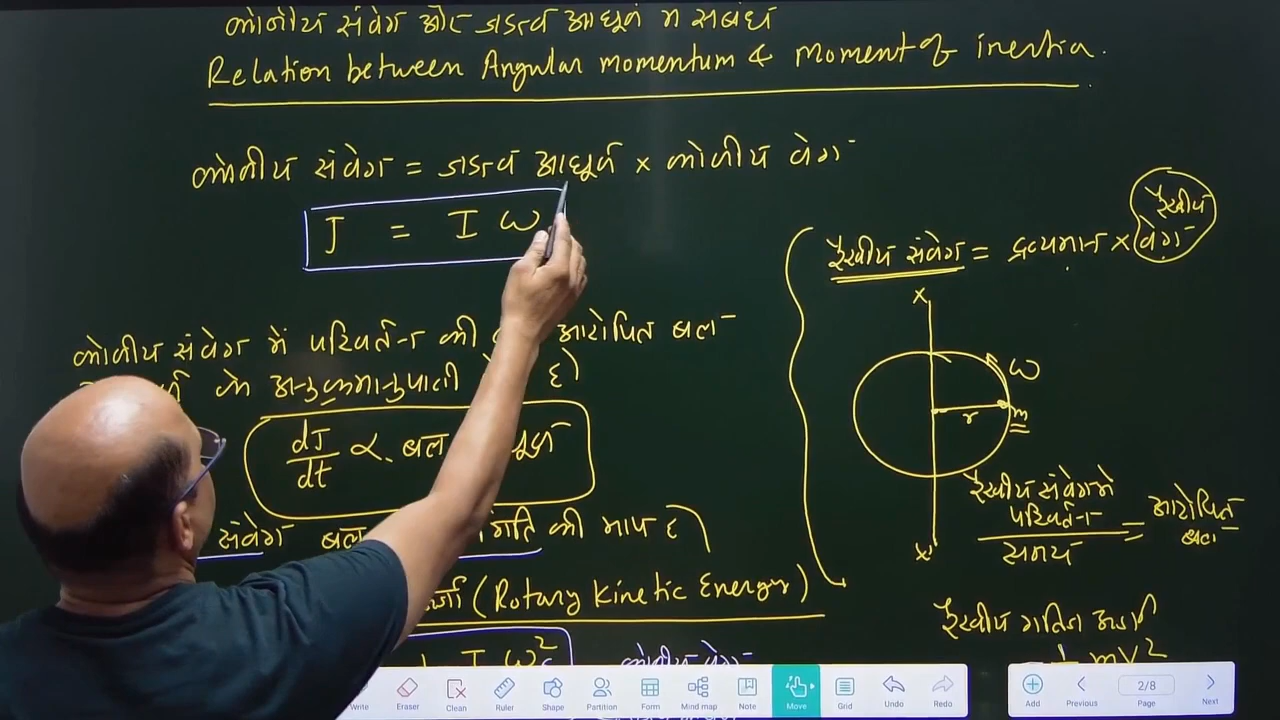 कोणीय संवेग और जडत्व आघूर्ण में सबंध
Relation between Angular momentum & moment of inertia.
कोणीय संवेग = जडत्व आघूर्ण × कोणीय वेग
J = I ω
कोणीय संवेग में परिवर्तन की आरोपित बल
के अनुक्रमानुपाती है)
dJ/dt ∝ बल
संवेग बल गति की माप है)
(Rotary Kinetic Energy)
I ω²
कोणीय वेग
रैखीय संवेग = द्रव्यमान × रैखीय वेग
X
ω
r
m
X'
रैखीय संवेग में परिवर्तन / समय = आरोपित बल
रैखीय गतिज ऊर्जा
mv²
Write Eraser Clean Ruler Shape Partition Form Mind map Note Move Grid Undo Redo
Add Previous 2/8 Page Next